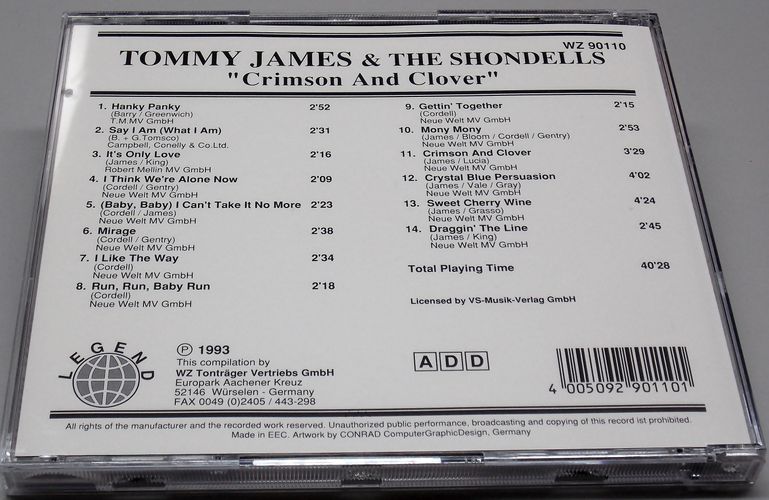 WZ 90110
TOMMY JAMES & THE SHONDELLS
"Crimson And Clover"
1. Hanky Panky 2'52
(Barry / Greenwich)
T.M.MV GmbH
2. Say I Am (What I Am) 2'31
(B. + G.Tomsco)
Campbell, Conelly & Co.Ltd.
3. It's Only Love 2'16
(James / King)
Robert Mellin MV GmbH
4. I Think We're Alone Now 2'09
(Cordell / Gentry)
Neue Welt MV GmbH
5. (Baby, Baby) I Can't Take It No More 2'23
(Cordell / James)
Neue Welt MV GmbH
6. Mirage 2'38
(Cordell / Gentry)
Neue Welt MV GmbH
7. I Like The Way 2'34
(Cordell)
Neue Welt MV GmbH
8. Run, Run, Baby Run 2'18
(Cordell)
Neue Welt MV GmbH
9. Gettin' Together 2'15
(Cordell)
Neue Welt MV GmbH
10. Mony Mony 2'53
(James / Bloom / Cordell / Gentry)
Neue Welt MV GmbH
11. Crimson And Clover 3'29
(James / Lucia)
Neue Welt MV GmbH
12. Crystal Blue Persuasion 4'02
(James / Vale / Gray)
Neue Welt MV GmbH
13. Sweet Cherry Wine 4'24
(James / Grasso)
Neue Welt MV GmbH
14. Draggin' The Line 2'45
(James / King)
Neue Welt MV GmbH
Total Playing Time 40'28
Licensed by VS-Musik-Verlag GmbH
LEGEND
Ⓟ 1993
This compilation by
WZ Tonträger Vertriebs GmbH
Europark Aachener Kreuz
52146 Würselen - Germany
FAX 0049 (0)2405 / 443-298
ADD
4 005092 901101
All rights of the manufacturer and the recorded work reserved. Unauthorized public performance, broadcasting and copying of this record ist prohibited.
Made in EEC. Artwork by CONRAD ComputerGraphicDesign, Germany